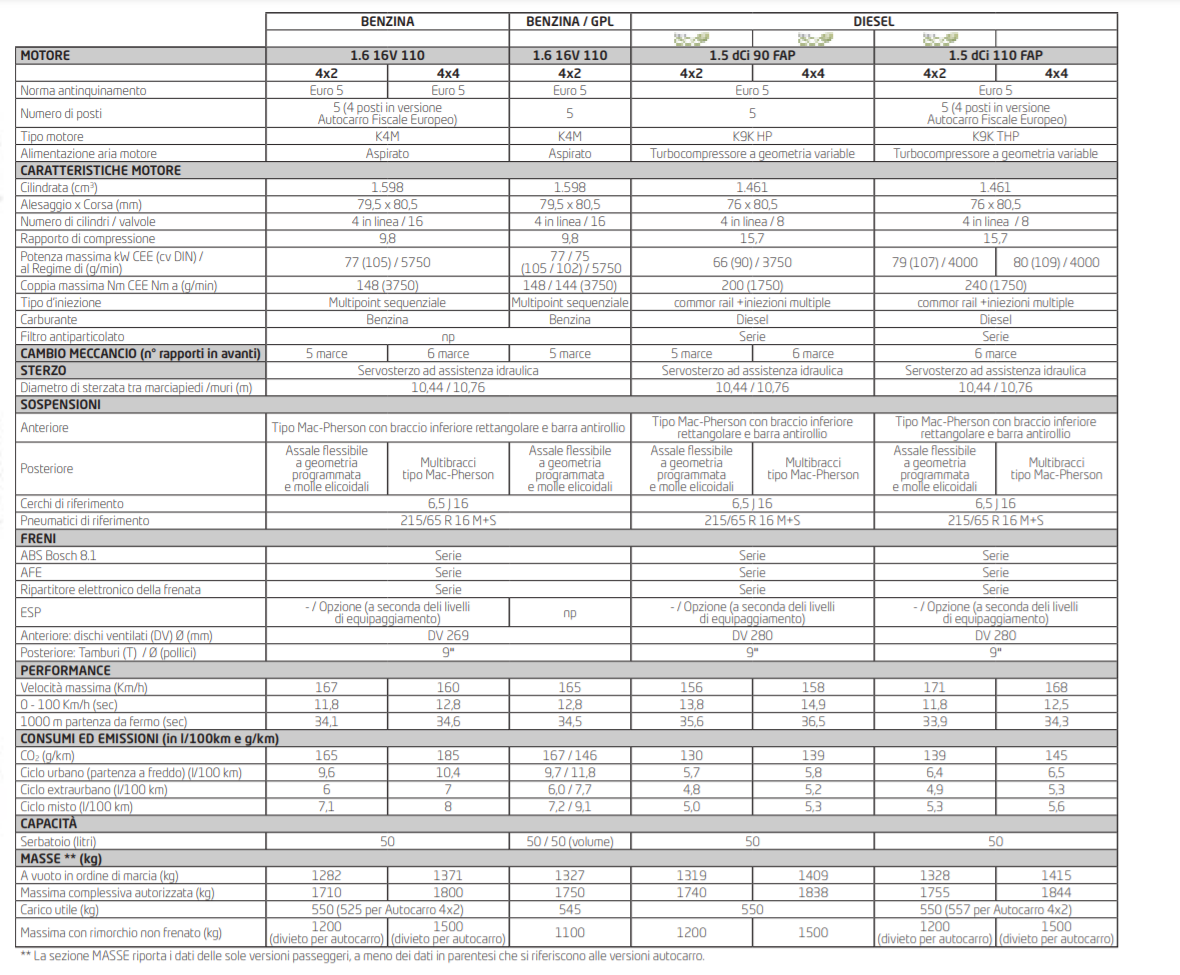 BENZINA BENZINA / GPL DIESEL
MOTORE 1.6 16V 110 1.6 16V 110 1.5 dCi 90 FAP 1.5 dCi 110 FAP
4x2 4x4 4x2 4x2 4x4 4x2 4x4
Norma antinquinamento Euro 5 Euro 5 Euro 5 Euro 5 Euro 5
Numero di posti 5 (4 posti in versione Autocarro Fiscale Europeo) 5 5 5 (4 posti in versione Autocarro Fiscale Europeo)
Tipo motore K4M K4M K9K HP K9K THP
Alimentazione aria motore Aspirato Aspirato Turbocompressore a geometria variable Turbocompressore a geometria variable
CARATTERISTICHE MOTORE
Cilindrata (cm³) 1.598 1.598 1.461 1.461
Alesaggio x Corsa (mm) 79,5 x 80,5 79,5 x 80,5 76 x 80,5 76 x 80,5
Numero di cilindri / valvole 4 in linea / 16 4 in linea / 16 4 in linea / 8 4 in linea / 8
Rapporto di compressione 9,8 9,8 15,7 15,7
Potenza massima kW CEE (cv DIN) / al Regime di (g/min) 77 (105) / 5750 77 / 75 (105 / 102) / 5750 66 (90) / 3750 79 (107) / 4000 80 (109) / 4000
Coppia massima Nm CEE Nm a (g/min) 148 (3750) 148 / 144 (3750) 200 (1750) 240 (1750)
Tipo d'iniezione Multipoint sequenziale Multipoint sequenziale commor rail +iniezioni multiple commor rail +iniezioni multiple
Carburante Benzina Benzina Diesel Diesel
Filtro antiparticolato np Serie Serie
CAMBIO MECCANCIO (n° rapporti in avanti) 5 marce 6 marce 5 marce 5 marce 6 marce 6 marce
STERZO Servosterzo ad assistenza idraulica Servosterzo ad assistenza idraulica Servosterzo ad assistenza idraulica
Diametro di sterzata tra marciapiedi /muri (m) 10,44 / 10,76 10,44 / 10,76 10,44 / 10,76
SOSPENSIONI
Anteriore Tipo Mac-Pherson con braccio inferiore rettangolare e barra antirollio Tipo Mac-Pherson con braccio inferiore rettangolare e barra antirollio Tipo Mac-Pherson con braccio inferiore rettangolare e barra antirollio
Posteriore Assale flessibile a geometria programmata e molle elicoidali Multibracci tipo Mac-Pherson Assale flessibile a geometria programmata e molle elicoidali Assale flessibile a geometria programmata e molle elicoidali Multibracci tipo Mac-Pherson Assale flessibile a geometria programmata e molle elicoidali Multibracci tipo Mac-Pherson
Cerchi di riferimento 6,5 J 16 6,5 J 16 6,5 J 16
Pneumatici di riferimento 215/65 R 16 M+S 215/65 R 16 M+S 215/65 R 16 M+S
FRENI
ABS Bosch 8.1 Serie Serie Serie
AFE Serie Serie Serie
Ripartitore elettronico della frenata Serie Serie Serie
ESP - / Opzione (a seconda deli livelli di equipaggiamento) np - / Opzione (a seconda deli livelli di equipaggiamento) - / Opzione (a seconda deli livelli di equipaggiamento)
Anteriore: dischi ventilati (DV) Ø (mm) DV 269 DV 280 DV 280
Posteriore: Tamburi (T) / Ø (pollici) 9" 9" 9"
PERFORMANCE
Velocità massima (Km/h) 167 160 165 156 158 171 168
0 - 100 Km/h (sec) 11,8 12,8 12,8 13,8 14,9 11,8 12,5
1000 m partenza da fermo (sec) 34,1 34,6 34,5 35,6 36,5 33,9 34,3
CONSUMI ED EMISSIONI (in l/100km e g/km)
CO₂ (g/km) 165 185 167 / 146 130 139 139 145
Ciclo urbano (partenza a freddo) (l/100 km) 9,6 10,4 9,7 / 11,8 5,7 5,8 6,4 6,5
Ciclo extraurbano (l/100 km) 6 7 6,0 / 7,7 4,8 5,2 4,9 5,3
Ciclo misto (l/100 km) 7,1 8 7,2 / 9,1 5,0 5,3 5,3 5,6
CAPACITÀ
Serbatoio (litri) 50 50 / 50 (volume) 50 50
MASSE ** (kg)
A vuoto in ordine di marcia (kg) 1282 1371 1327 1319 1409 1328 1415
Massima complessiva autorizzata (kg) 1710 1800 1750 1740 1838 1755 1844
Carico utile (kg) 550 (525 per Autocarro 4x2) 545 550 550 (557 per Autocarro 4x2)
Massima con rimorchio non frenato (kg) 1200 (divieto per autocarro) 1500 (divieto per autocarro) 1100 1200 1500 1200 (divieto per autocarro) 1500 (divieto per autocarro)
** La sezione MASSE riporta i dati delle sole versioni passeggeri, a meno dei dati in parentesi che si riferiscono alle versioni autocarro.